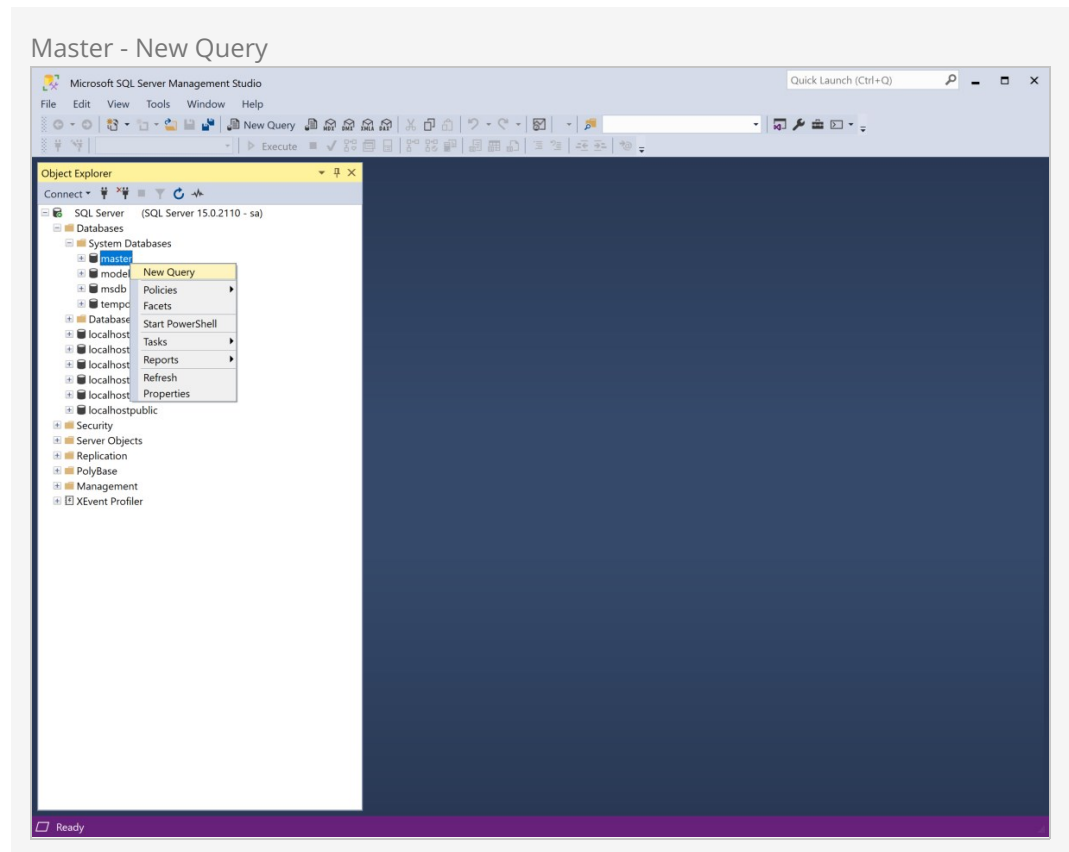 Master - New Query
Microsoft SQL Server Management Studio
Quick Launch (Ctrl+Q)
File Edit View Tools Window Help
New Query
Execute
Object Explorer
Connect
SQL Server (SQL Server 15.0.2110 - sa)
Databases
System Databases
master
model
msdb
tempd
Database
localhost
localhost
localhost
localhost
localhost
localhostpublic
New Query
Policies
Facets
Start PowerShell
Tasks
Reports
Refresh
Properties
Security
Server Objects
Replication
PolyBase
Management
XEvent Profiler
Ready